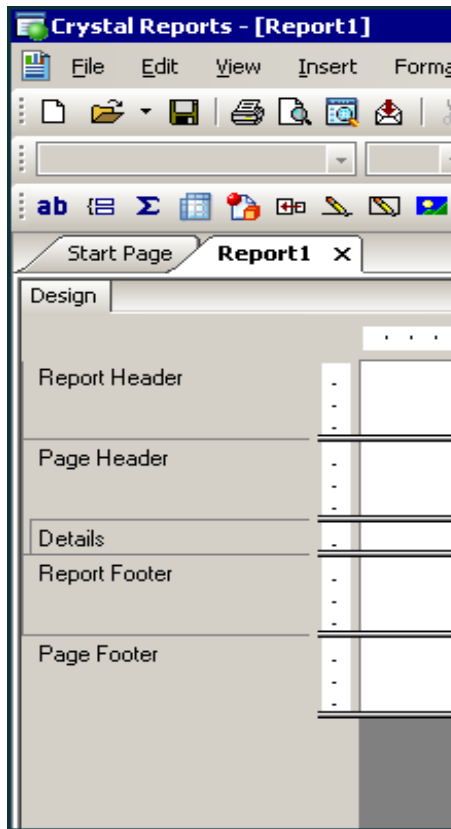 Crystal Reports - [Report1]
File Edit View Insert Forma
ab Σ
Start Page Report1 X
Design
Report Header
Page Header
Details
Report Footer
Page Footer